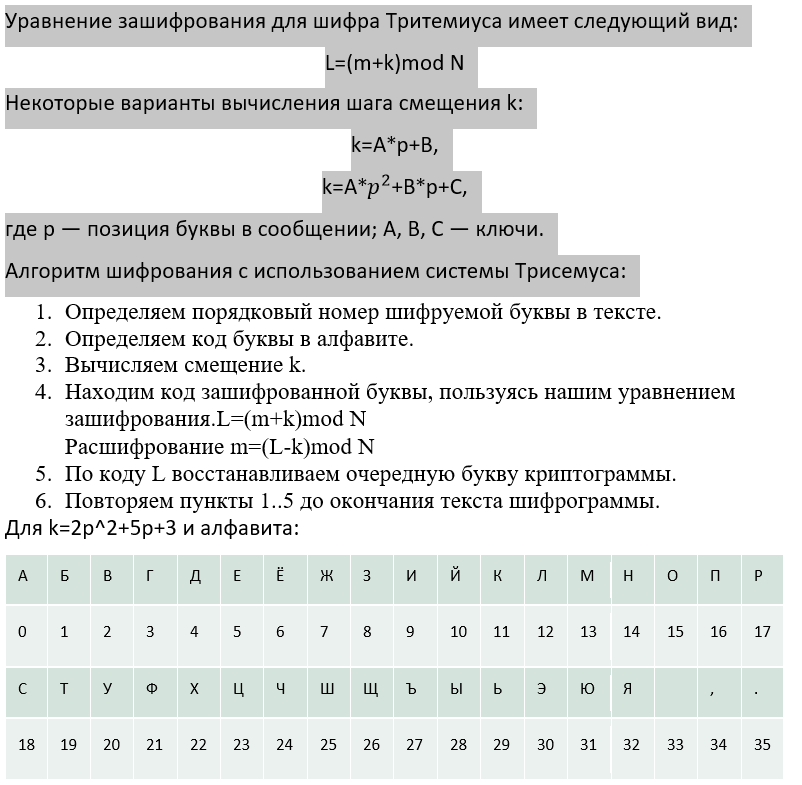 Уравнение зашифрования для шифра Тритемиуса имеет следующий вид:
L=(m+k)mod N
Некоторые варианты вычисления шага смещения k:
k=A*p+B,
k=A*p²+B*p+C,
где p — позиция буквы в сообщении; A, B, C — ключи.
Алгоритм шифрования с использованием системы Трисемуса:
1. Определяем порядковый номер шифруемой буквы в тексте.
2. Определяем код буквы в алфавите.
3. Вычисляем смещение k.
4. Находим код зашифрованной буквы, пользуясь нашим уравнением
зашифрования.L=(m+k)mod N
Расшифрование m=(L-k)mod N
5. По коду L восстанавливаем очередную букву криптограммы.
6. Повторяем пункты 1..5 до окончания текста шифрограммы.
Для k=2p^2+5p+3 и алфавита:
А Б В Г Д Е Ё Ж З И Й К Л М Н О П Р
0 1 2 3 4 5 6 7 8 9 10 11 12 13 14 15 16 17
С Т У Ф Х Ц Ч Ш Щ Ъ Ы Ь Э Ю Я , .
18 19 20 21 22 23 24 25 26 27 28 29 30 31 32 33 34 35